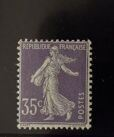 REPUBLIQUE FRANÇAISE
35c
POSTES